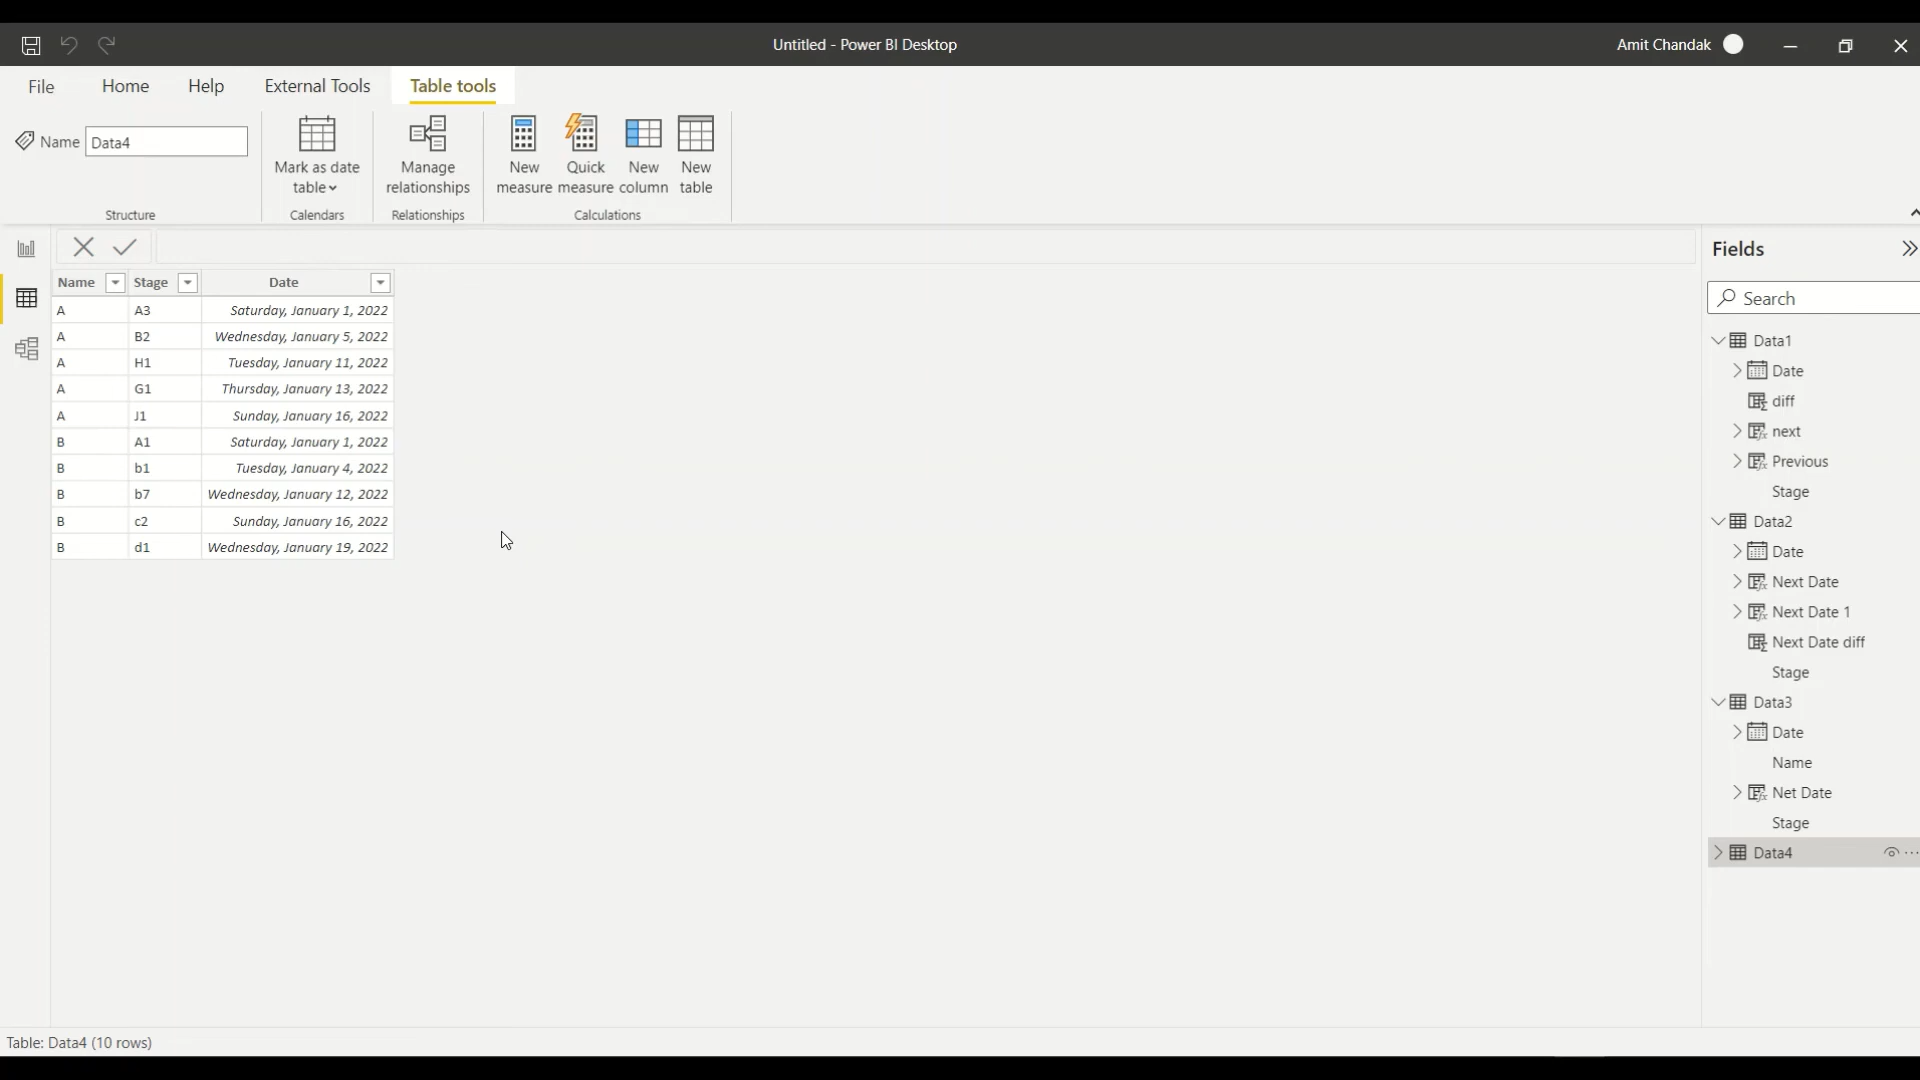 Untitled - Power BI Desktop
Amit Chandak
File Home Help External Tools Table tools
Name Data4
Mark as date table
Manage relationships
New measure
Quick measure
New column
New table
Structure
Calendars
Relationships
Calculations
Name Stage Date
A A3 Saturday, January 1, 2022
A B2 Wednesday, January 5, 2022
A H1 Tuesday, January 11, 2022
A G1 Thursday, January 13, 2022
A J1 Sunday, January 16, 2022
B A1 Saturday, January 1, 2022
B b1 Tuesday, January 4, 2022
B b7 Wednesday, January 12, 2022
B c2 Sunday, January 16, 2022
B d1 Wednesday, January 19, 2022
Fields
Search
Data1
Date
diff
next
Previous
Stage
Data2
Date
Next Date
Next Date 1
Next Date diff
Stage
Data3
Date
Name
Net Date
Stage
Data4
Table: Data4 (10 rows)